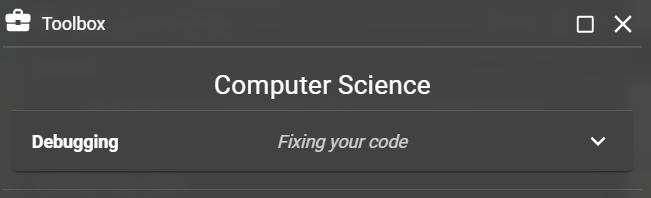 Toolbox
Computer Science
Debugging Fixing your code